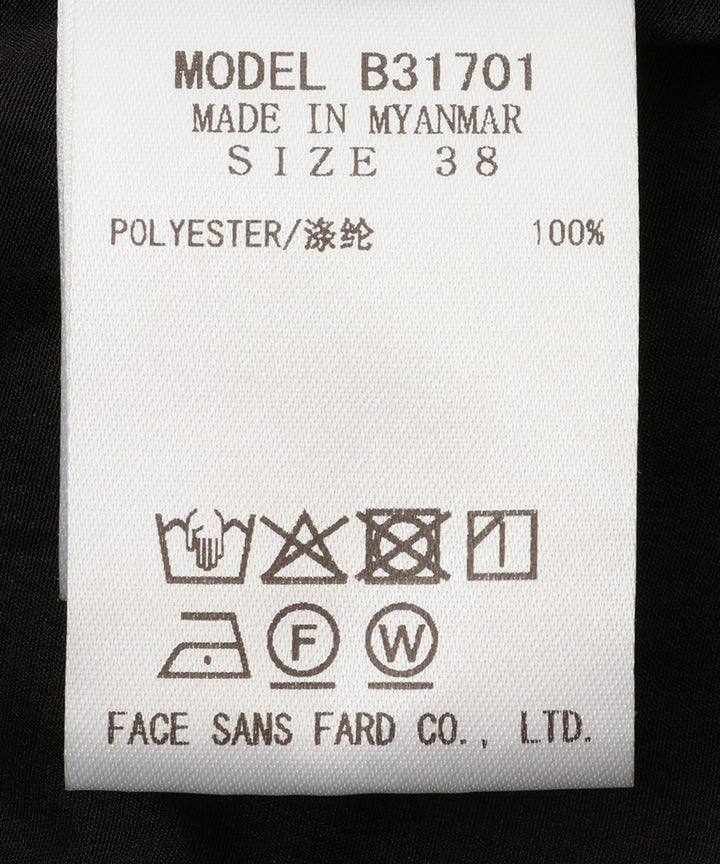 MODEL B31701
MADE IN MYANMAR
SIZE 38
POLYESTER/涤纶 100%
F W
FACE SANS FARD CO., LTD.